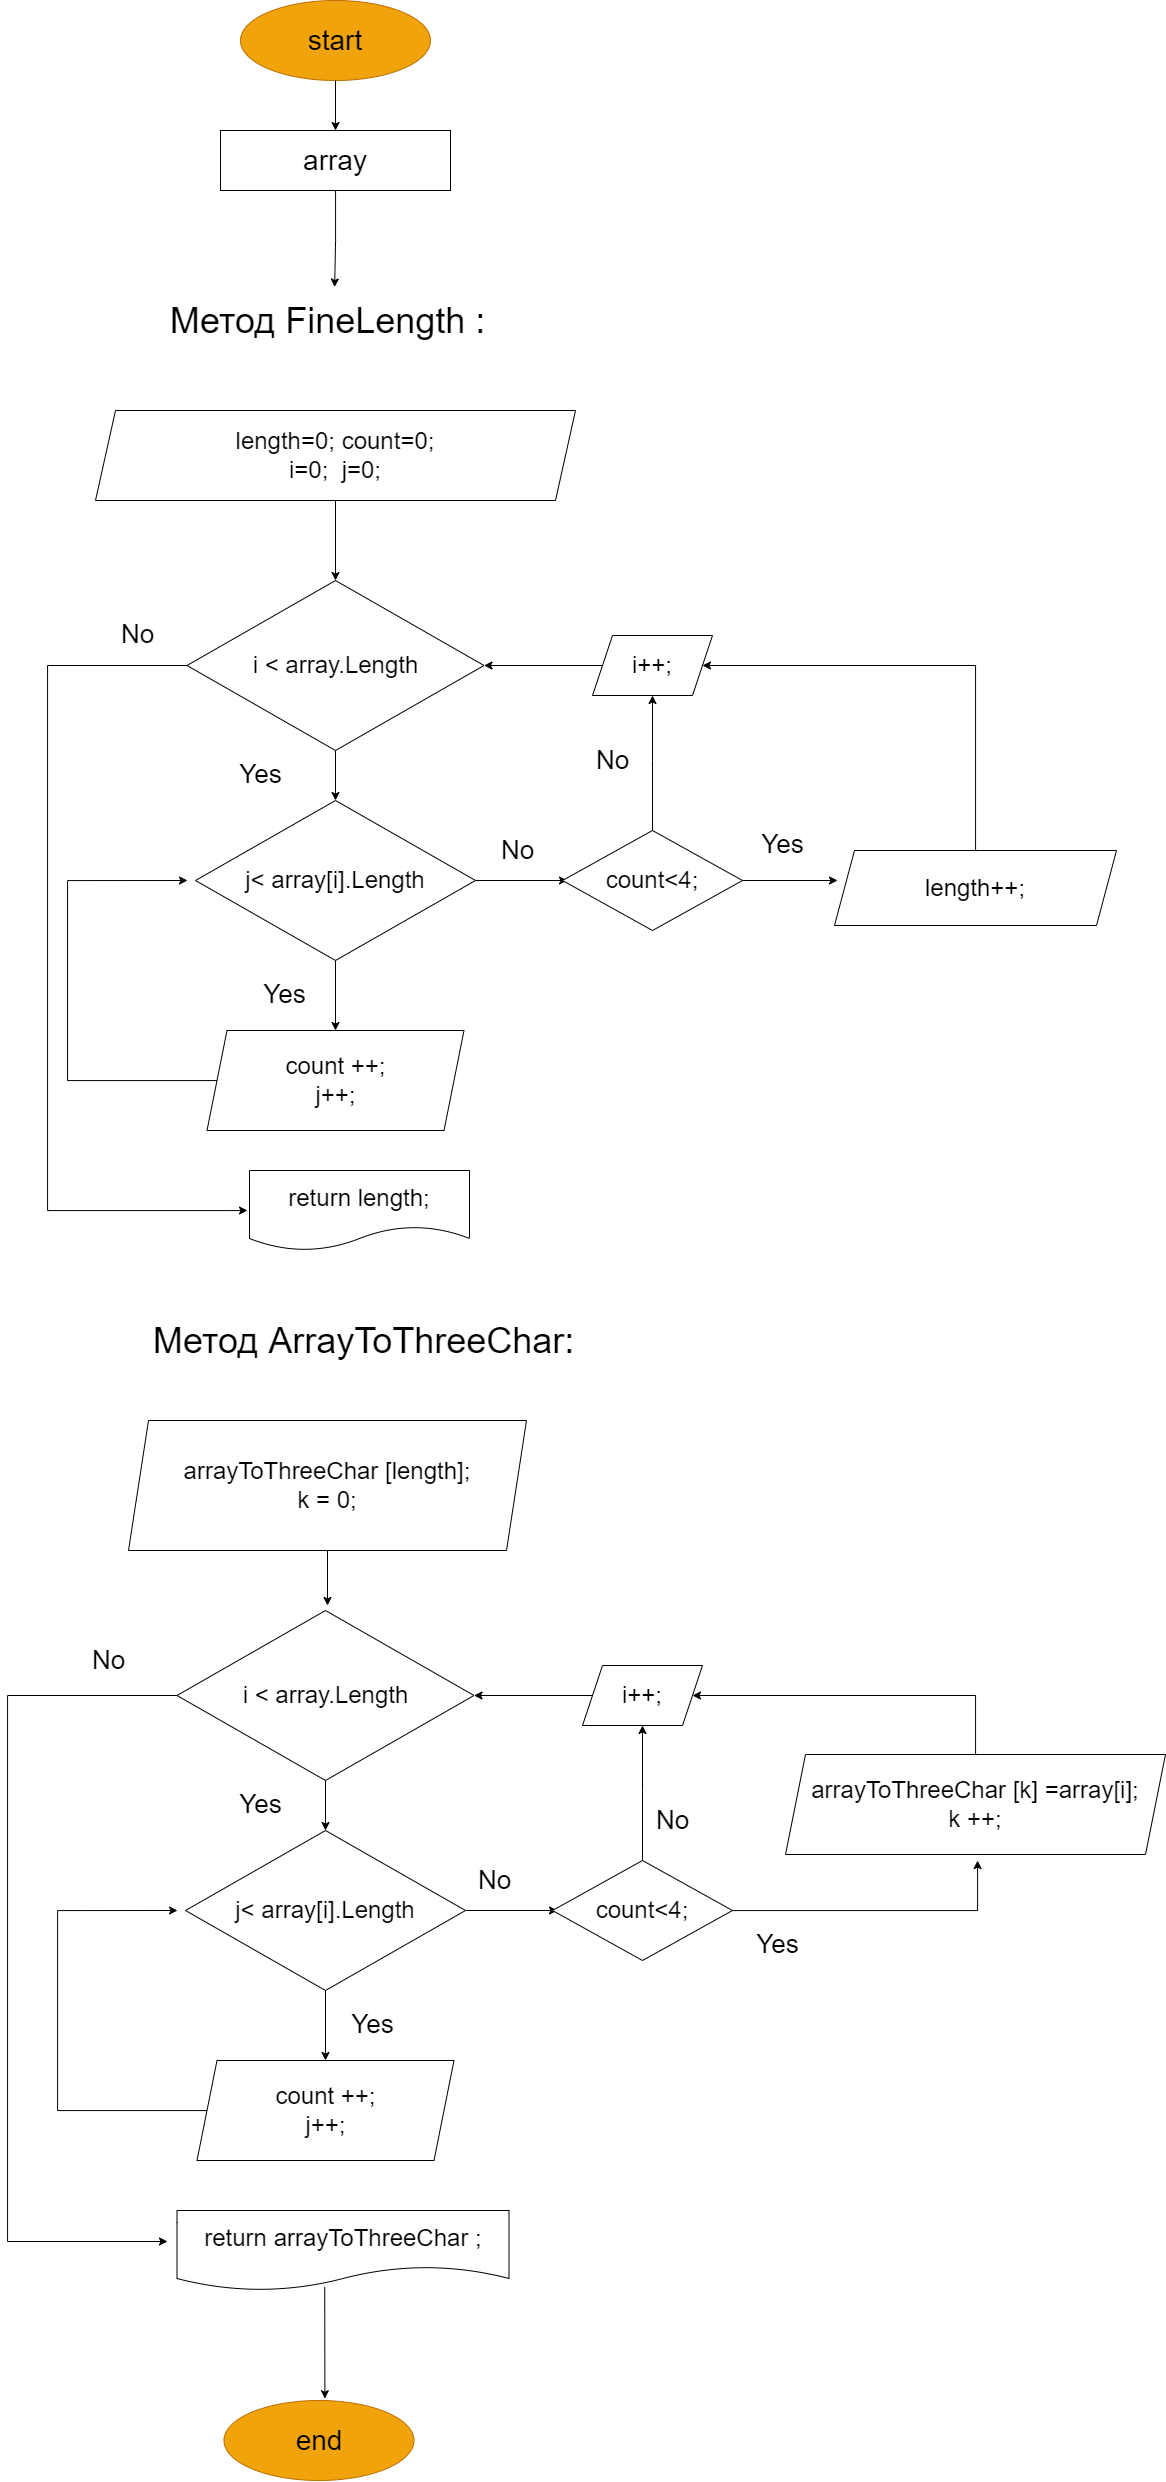 start
array
Метод FineLength :
length=0; count=0;
i=0; j=0;
No
i < array.Length
i++;
Yes
No
j< array[i].Length
No
count<4;
Yes
length++;
Yes
count ++;
j++;
return length;
Метод ArrayToThreeChar:
arrayToThreeChar [length];
k = 0;
No
i < array.Length
i++;
Yes
arrayToThreeChar [k] =array[i];
k ++;
No
j< array[i].Length
No
count<4;
Yes
Yes
count ++;
j++;
return arrayToThreeChar ;
end